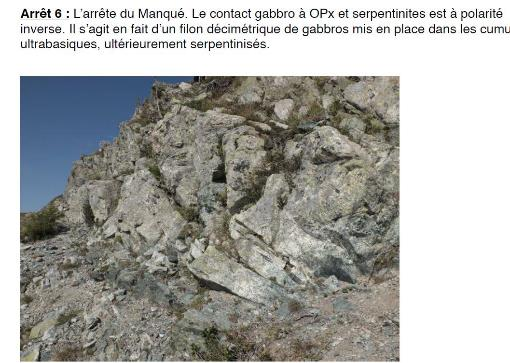 Arrêt 6 : L’arrête du Manqué. Le contact gabbro à OPx et serpentinites est à polarité
inverse. Il s’agit en fait d’un filon décimétrique de gabbros mis en place dans les cumu
ultrabasiques, ultérieurement serpentinisés.